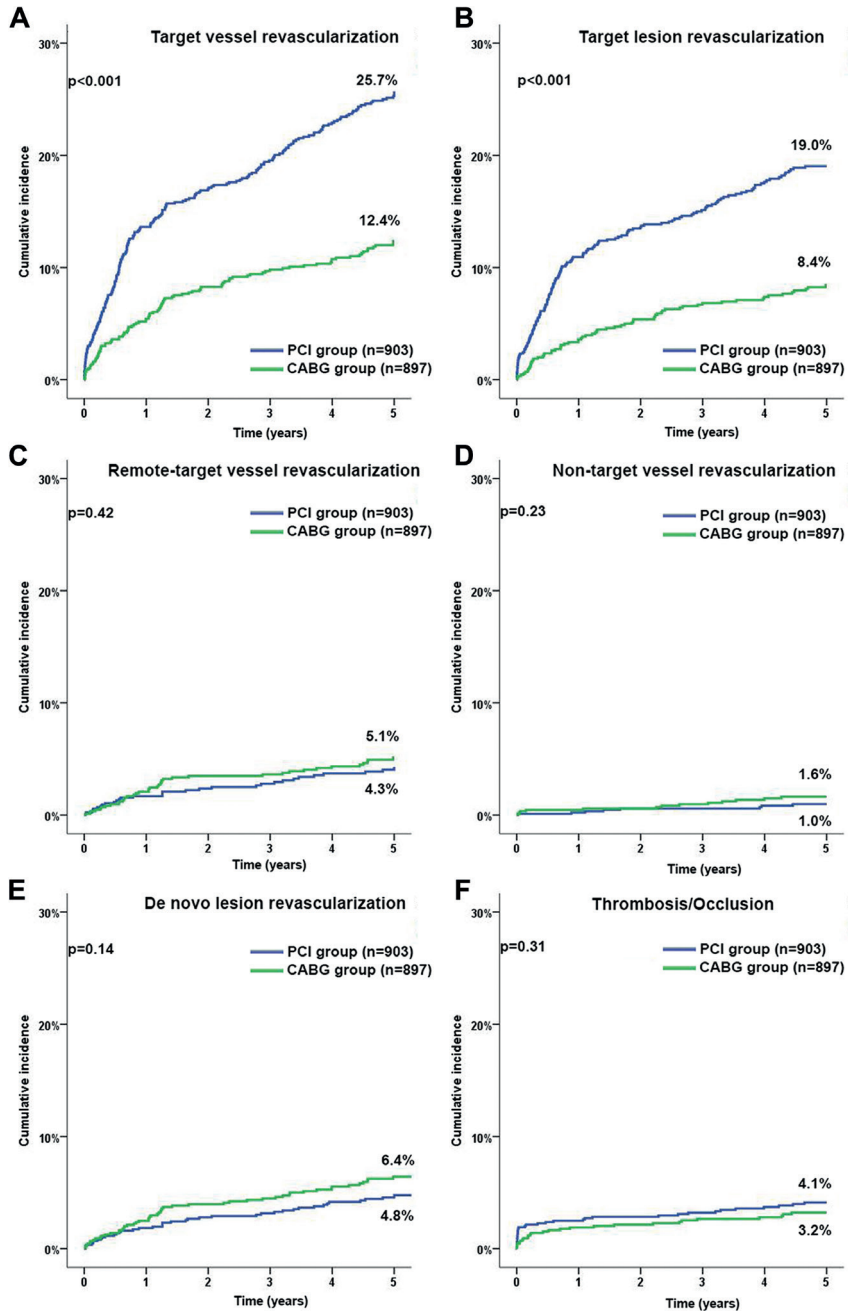 A
Target vessel revascularization
30%
p<0.001
25.7%
20%
12.4%
10%
0%
Cumulative incidence
PCI group (n=903)
CABG group (n=897)
0 1 2 3 4 5
Time (years)
B
Target lesion revascularization
30%
p<0.001
19.0%
20%
8.4%
10%
0%
Cumulative incidence
PCI group (n=903)
CABG group (n=897)
0 1 2 3 4 5
Time (years)
C
Remote-target vessel revascularization
30%
p=0.42
PCI group (n=903)
CABG group (n=897)
20%
10%
0%
Cumulative incidence
5.1%
4.3%
0 1 2 3 4 5
Time (years)
D
Non-target vessel revascularization
30%
p=0.23
PCI group (n=903)
CABG group (n=897)
20%
10%
0%
Cumulative incidence
1.6%
1.0%
0 1 2 3 4 5
Time (years)
E
De novo lesion revascularization
30%
p=0.14
PCI group (n=903)
CABG group (n=897)
20%
10%
0%
Cumulative incidence
6.4%
4.8%
0 1 2 3 4 5
Time (years)
F
Thrombosis/Occlusion
30%
p=0.31
PCI group (n=903)
CABG group (n=897)
20%
10%
0%
Cumulative incidence
4.1%
3.2%
0 1 2 3 4 5
Time (years)